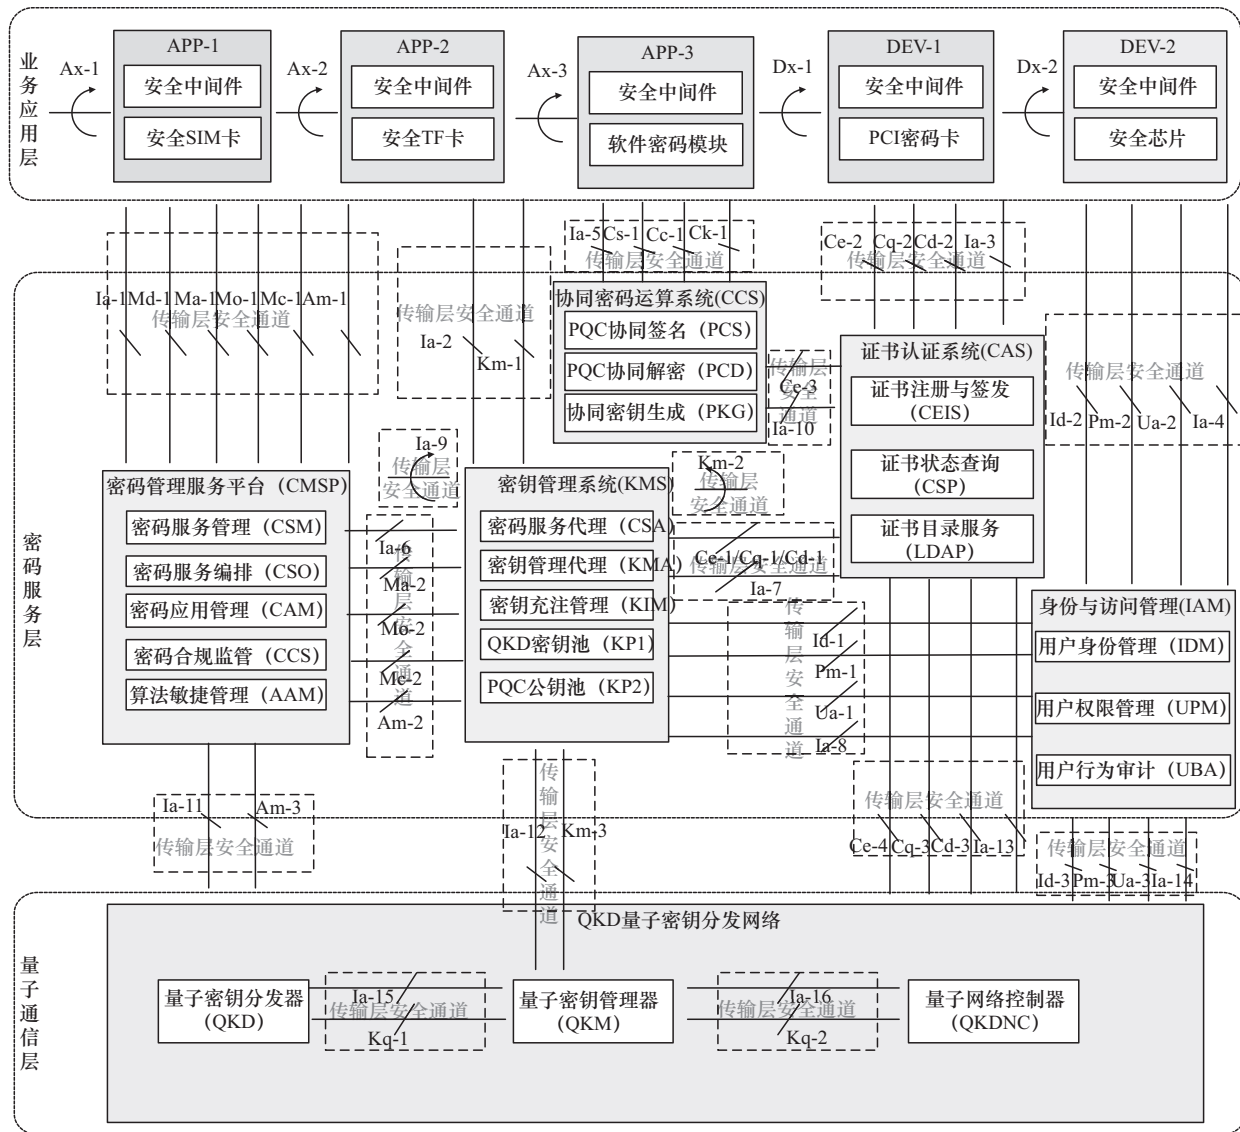 业务应用层
Ax-1
APP-1
安全中间件
安全SIM卡
Ax-2
APP-2
安全中间件
安全TF卡
Ax-3
APP-3
安全中间件
软件密码模块
Dx-1
DEV-1
安全中间件
PCI密码卡
Dx-2
DEV-2
安全中间件
安全芯片
Ia-5 Cs-1 Cc-1 Ck-1
传输层安全通道
Ce-2 Cq-2 Cd-2 Ia-3
传输层安全通道
Ia-1 Md-1 Ma-1 Mo-1 Mc-1 Am-1
传输层安全通道
传输层安全通道
Ia-2
Km-1
传输层安全通道
Id-2 Pm-2 Ua-2 Ia-4
密码服务层
协同密码运算系统(CCS)
PQC协同签名（PCS）
PQC协同解密（PCD）
协同密钥生成（PKG）
传输层安全通道
Ce-3
Ia-10
证书认证系统(CAS)
证书注册与签发
(CEIS)
证书状态查询
(CSP)
证书目录服务
(LDAP)
Ia-9
传输层
安全通道
Km-2
传输层
安全通道
密码管理服务平台（CMSP）
密码服务管理（CSM）
密码服务编排（CSO）
密码应用管理（CAM）
密码合规监管（CCS）
算法敏捷管理（AAM）
传输层安全通道
Ia-6
Ma-2
Mo-2
Mc-2
Am-2
密钥管理系统(KMS)
密码服务代理（CSA）
密钥管理代理（KMA）
密钥充注管理（KIM）
QKD密钥池（KP1）
PQC公钥池（KP2）
Ce-1/Cq-1/Cd-1
传输层安全通道
Ia-7
传输层安全通道
Id-1
Pm-1
Ua-1
Ia-8
身份与访问管理(IAM)
用户身份管理（IDM）
用户权限管理（UPM）
用户行为审计（UBA）
Ia-11 Am-3
传输层安全通道
传输层安全通道
Ia-12 Km-3
传输层安全通道
Ce-4 Cq-3 Cd-3 Ia-13
传输层安全通道
Id-3 Pm-3 Ua-3 Ia-14
量子通信层
QKD量子密钥分发网络
量子密钥分发器
（QKD）
Ia-15
传输层安全通道
Kq-1
量子密钥管理器
（QKM）
Ia-16
传输层安全通道
Kq-2
量子网络控制器
（QKDNC）